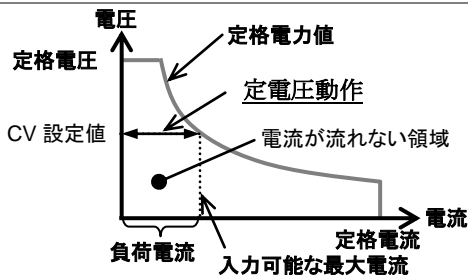 電圧
定格電力値
定格電圧
定電圧動作
CV 設定値
電流が流れない領域
電流
定格電流
負荷電流
入力可能な最大電流